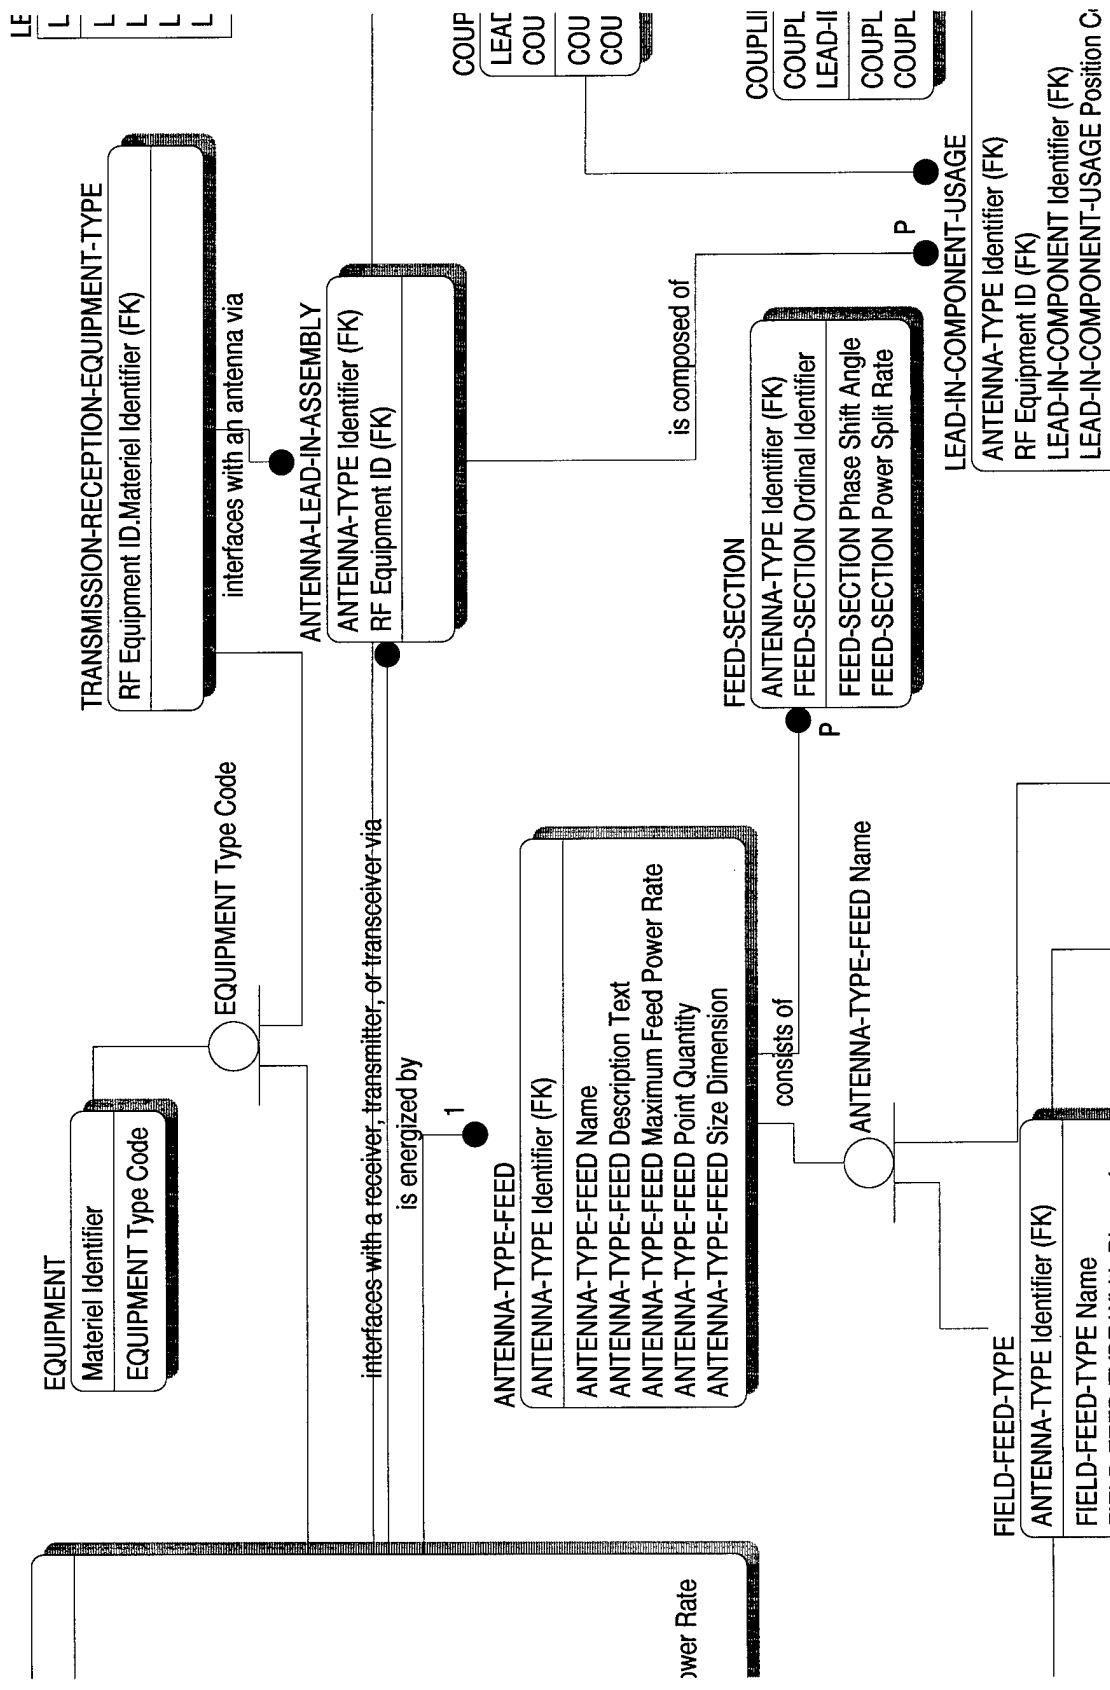 EQUIPMENT
Materiel Identifier
EQUIPMENT Type Code
EQUIPMENT Type Code
TRANSMISSION-RECEPTION-EQUIPMENT-TYPE
RF Equipment ID.Materiel Identifier (FK)
interfaces with an antenna via
interfaces with a receiver, transmitter, or transceiver via
is energized by
1
ANTENNA-LEAD-IN-ASSEMBLY
ANTENNA-TYPE Identifier (FK)
RF Equipment ID (FK)
ANTENNA-TYPE-FEED
ANTENNA-TYPE Identifier (FK)
ANTENNA-TYPE-FEED Name
ANTENNA-TYPE-FEED Description Text
ANTENNA-TYPE-FEED Maximum Feed Power Rate
ANTENNA-TYPE-FEED Point Quantity
ANTENNA-TYPE-FEED Size Dimension
consists of
ANTENNA-TYPE-FEED Name
is composed of
P
FEED-SECTION
ANTENNA-TYPE Identifier (FK)
FEED-SECTION Ordinal Identifier
FEED-SECTION Phase Shift Angle
FEED-SECTION Power Split Rate
P
LEAD-IN-COMPONENT-USAGE
ANTENNA-TYPE Identifier (FK)
RF Equipment ID (FK)
LEAD-IN-COMPONENT Identifier (FK)
LEAD-IN-COMPONENT-USAGE Position
FIELD-FEED-TYPE
ANTENNA-TYPE Identifier (FK)
FIELD-FEED-TYPE Name
Rate